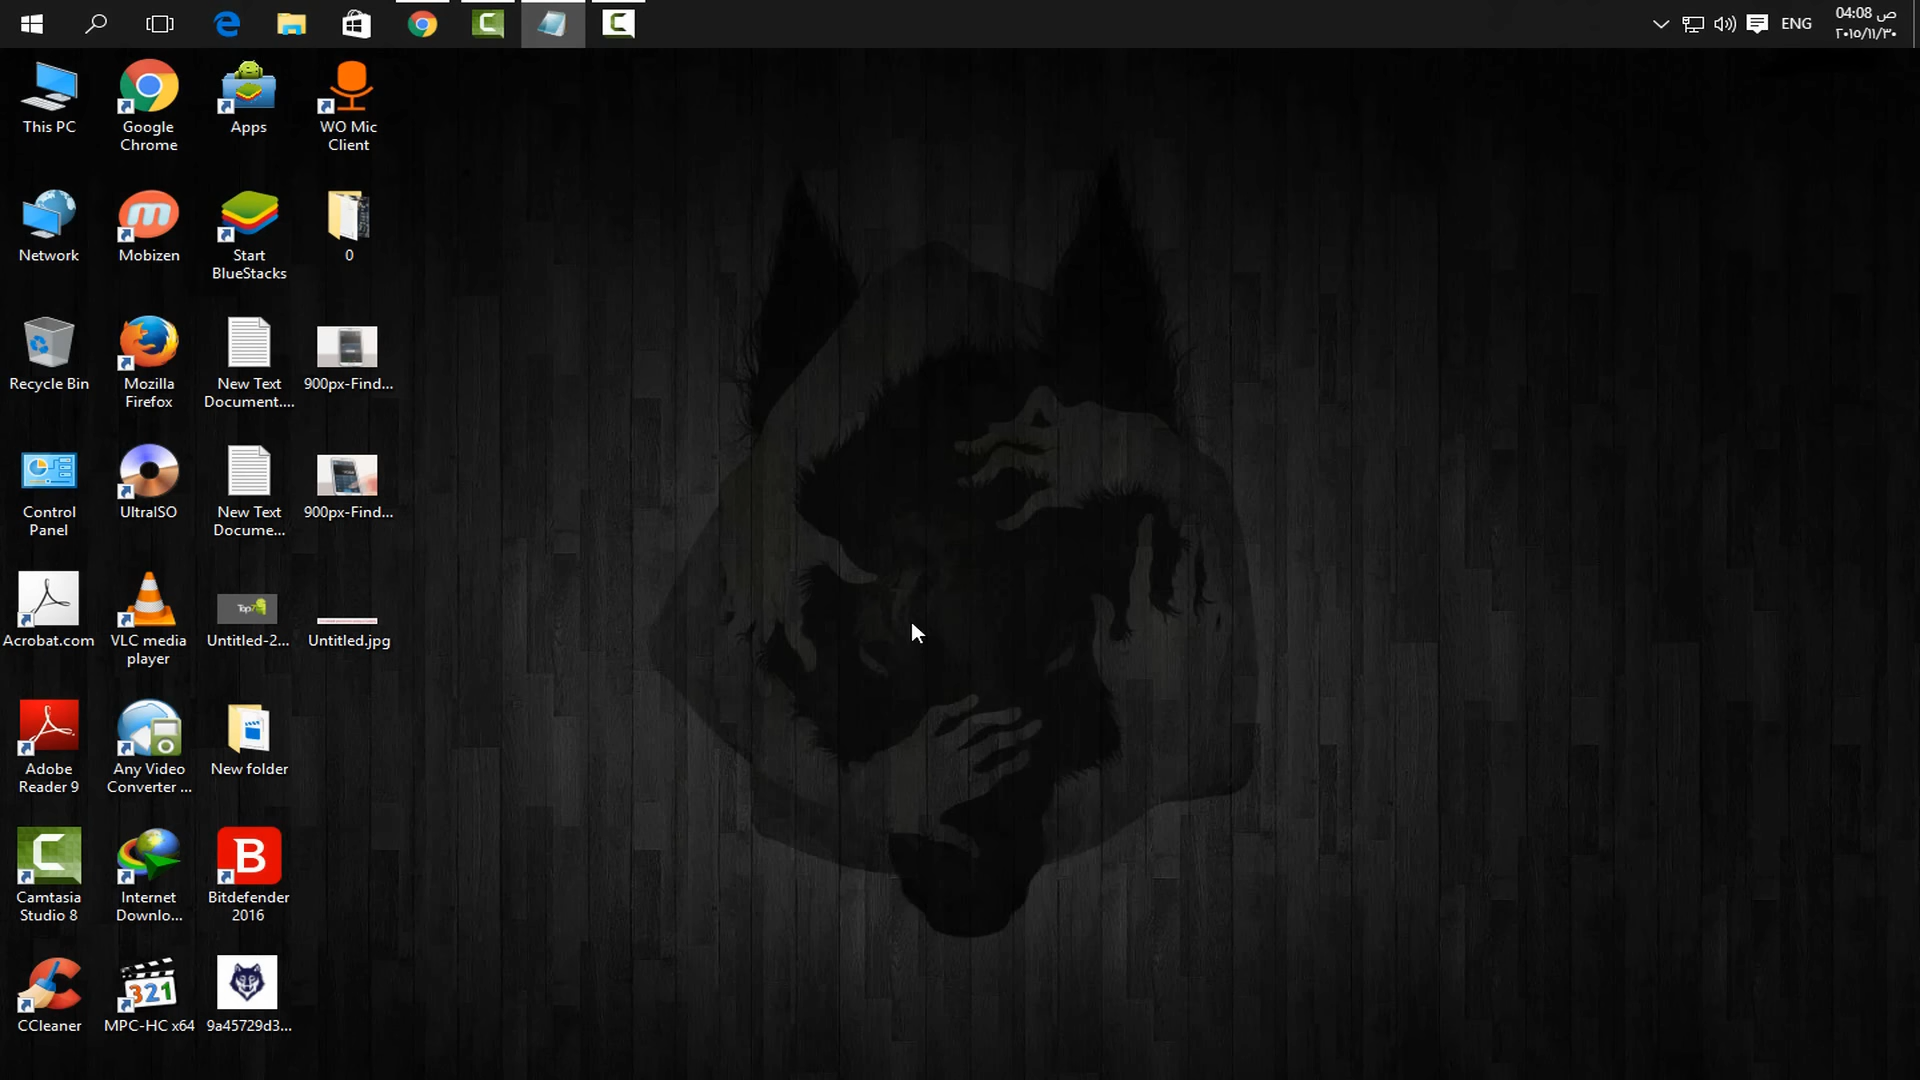 ENG
04:08 ص
٢٠١٥/١١/٣٠
This PC
Google
Chrome
Apps
WO Mic
Client
Network
Mobizen
Start
BlueStacks
0
Recycle Bin
Mozilla
Firefox
New Text
Document....
900px-Find...
Control
Panel
UltraISO
New Text
Docume...
900px-Find...
Acrobat.com
VLC media
player
Top7
Untitled-2...
Untitled.jpg
Adobe
Reader 9
Any Video
Converter ...
New folder
Camtasia
Studio 8
Internet
Downlo...
B
Bitdefender
2016
CCleaner
321
MPC-HC x64
9a45729d3...